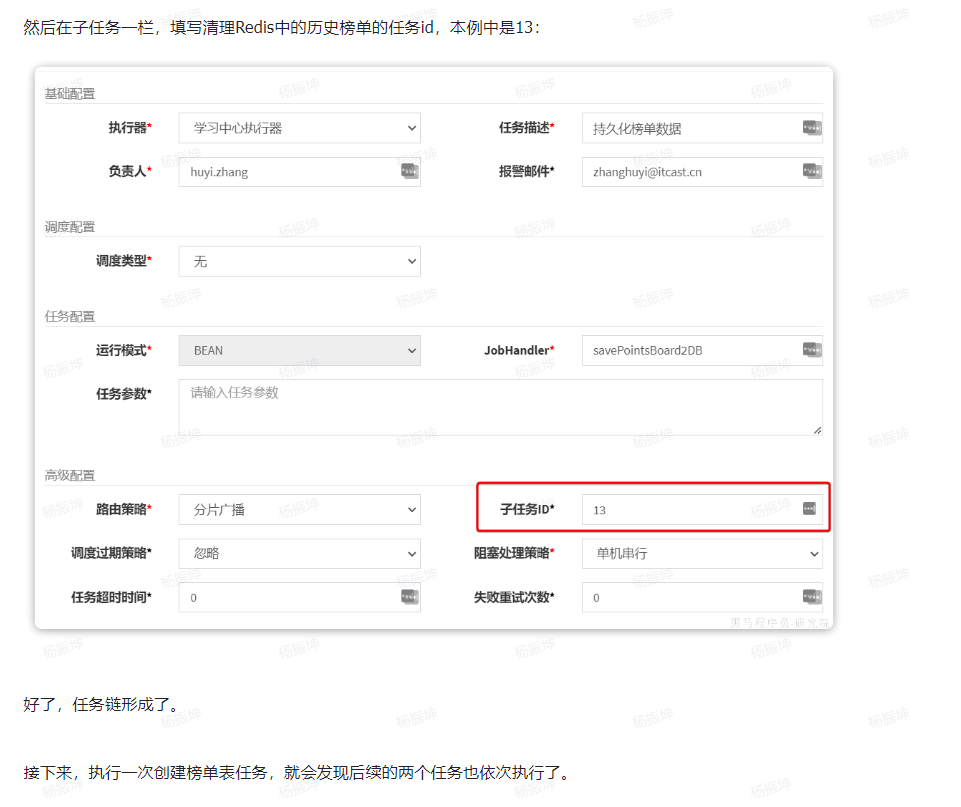 然后在子任务一栏，填写清理Redis中的历史榜单的任务id，本例中是13：
基础配置
执行器* 学习中心执行器 任务描述* 持久化榜单数据
负责人* huyi.zhang 报警邮件* zhanghuyi@itcast.cn
调度配置
调度类型* 无
任务配置
运行模式* BEAN JobHandler* savePointsBoard2DB
任务参数* 请输入任务参数
高级配置
路由策略* 分片广播 子任务ID* 13
调度过期策略* 忽略 阻塞处理策略* 单机串行
任务超时时间* 0 失败重试次数* 0
黑马程序员-研究院
好了，任务链形成了。
接下来，执行一次创建榜单表任务，就会发现后续的两个任务也依次执行了。
杨振坤